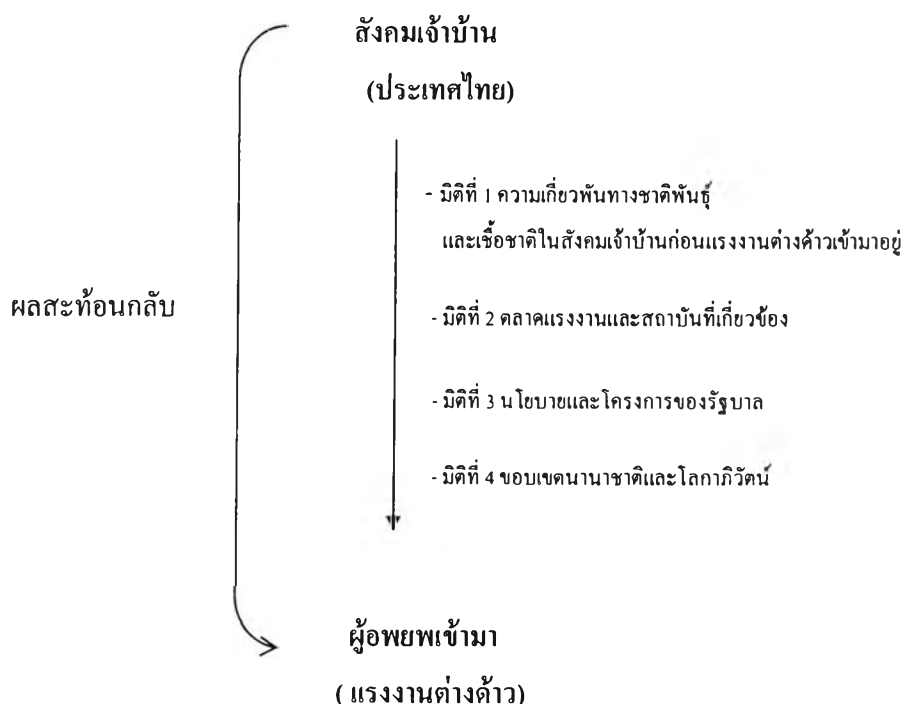 สังคมเจ้าบ้าน
(ประเทศไทย)
- มิติที่ 1 ความเกี่ยวพันทางชาติพันธุ์
และเชื้อชาติในสังคมเจ้าบ้านก่อนแรงงานต่างด้าวเข้ามาอยู่
ผลสะท้อนกลับ
- มิติที่ 2 ตลาดแรงงานและสถาบันที่เกี่ยวข้อง
- มิติที่ 3 นโยบายและโครงการของรัฐบาล
- มิติที่ 4 ขอบเขตนานาชาติและโลกาภิวัตน์
ผู้อพยพเข้ามา
( แรงงานต่างด้าว)